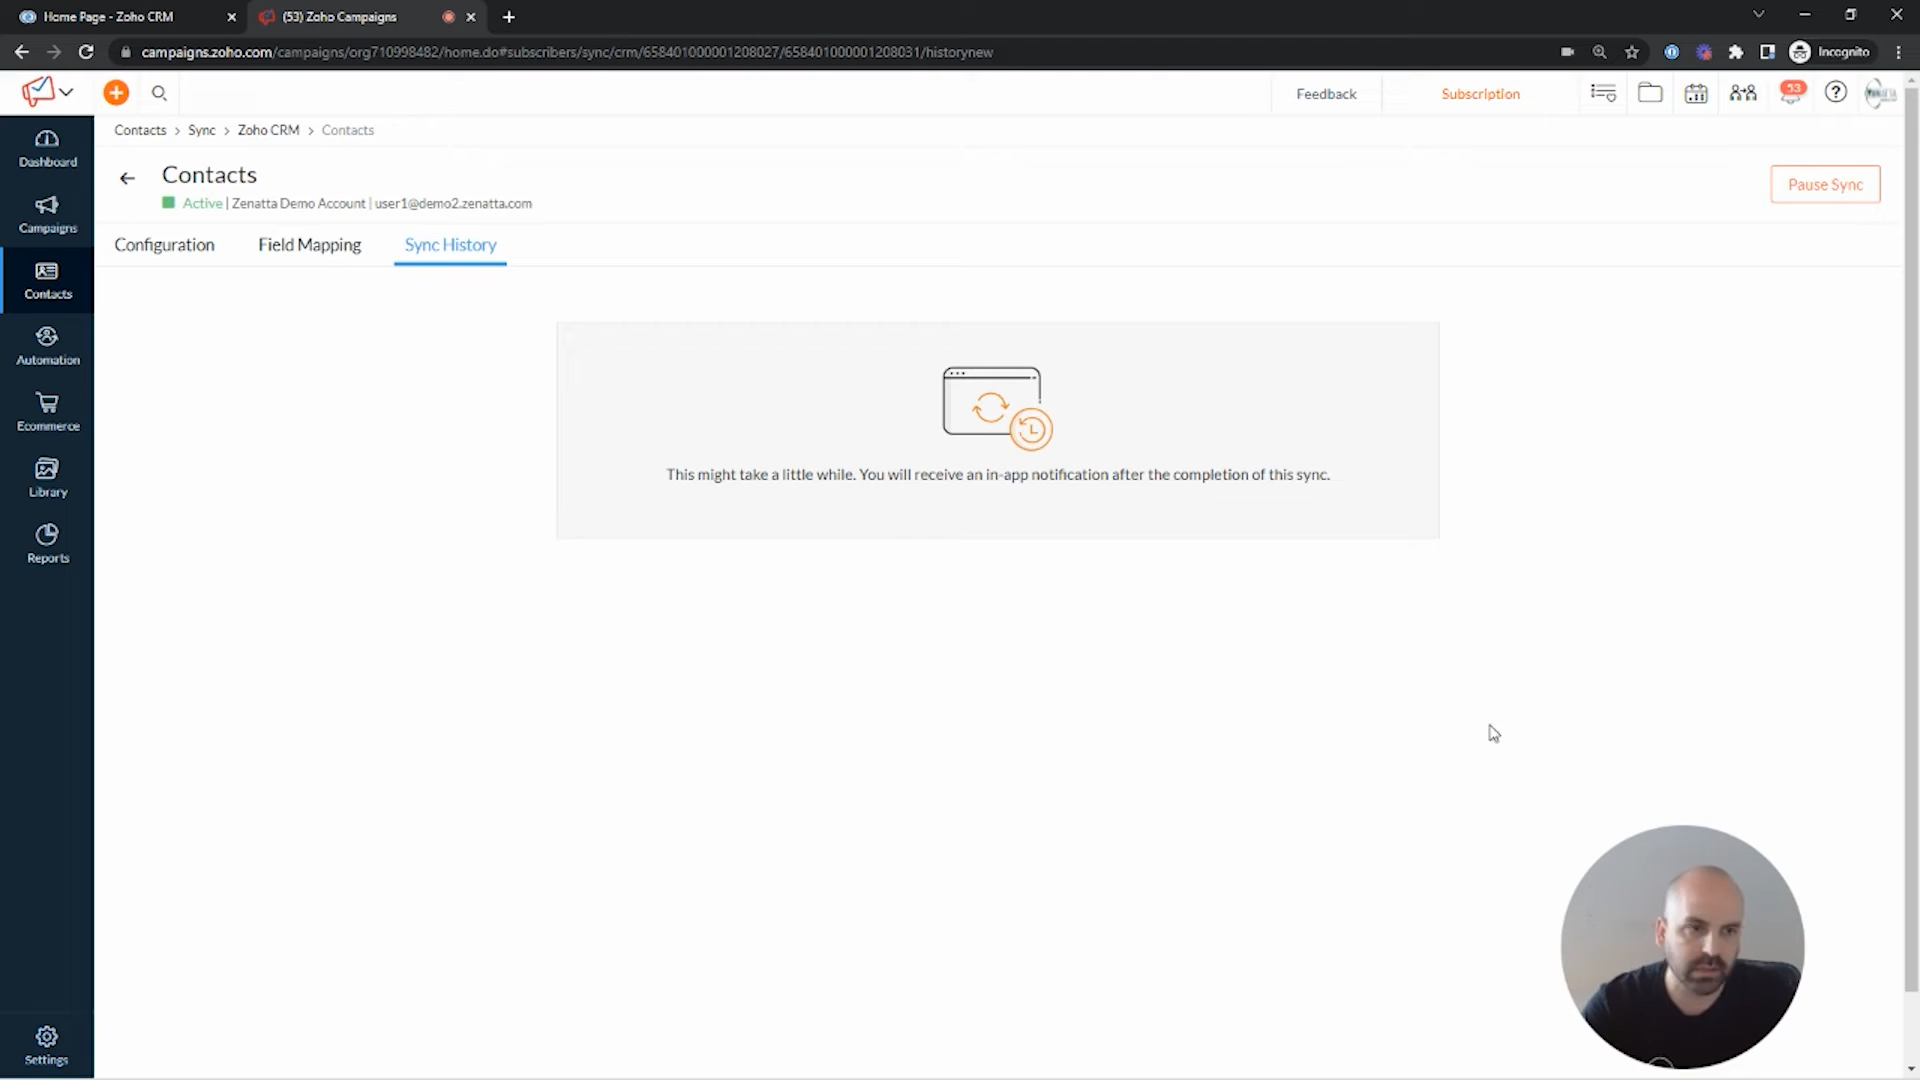 Home Page - Zoho CRM
(53) Zoho Campaigns
campaigns.zoho.com/campaigns/org710998482/home.do#subscribers/sync/crm/658401000001208027/658401000001208031/historynew
Incognito
Feedback
Subscription
53
Contacts > Sync > Zoho CRM > Contacts
Contacts
Active | Zenatta Demo Account | user1@demo2.zenatta.com
Pause Sync
Configuration
Field Mapping
Sync History
Dashboard
Campaigns
Contacts
Automation
Ecommerce
Library
Reports
Settings
This might take a little while. You will receive an in-app notification after the completion of this sync.